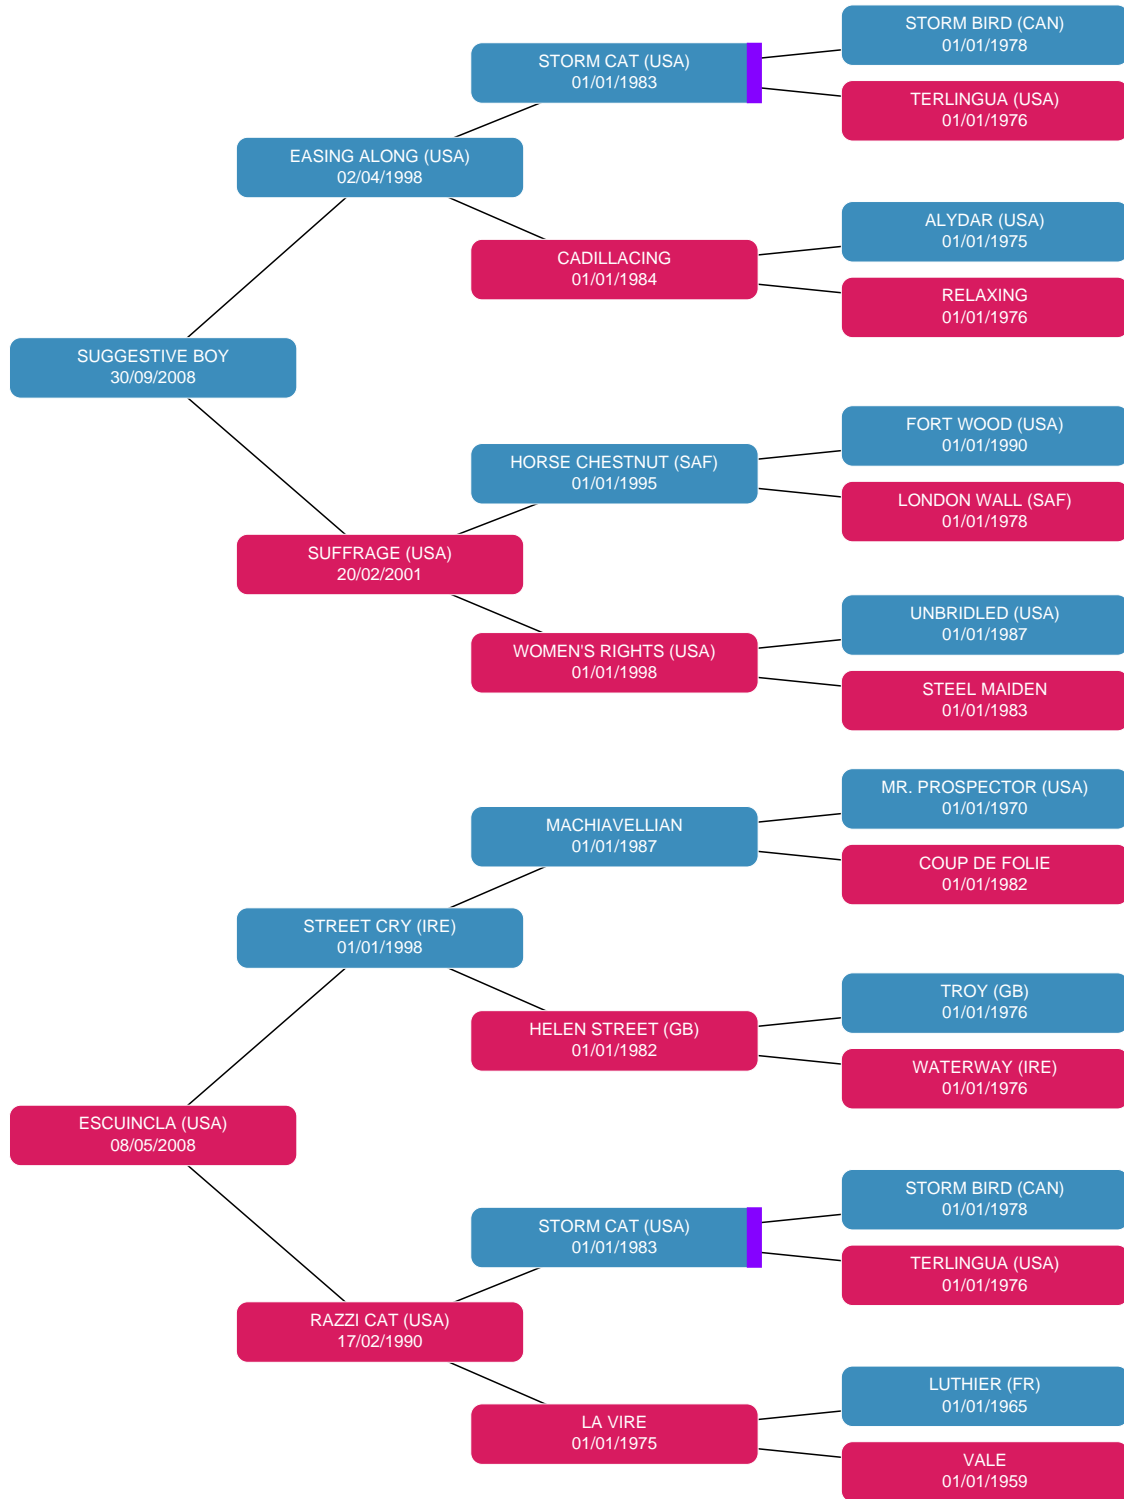 STORM BIRD (CAN)
01/01/1978
STORM CAT (USA)
01/01/1983
TERLINGUA (USA)
01/01/1976
EASING ALONG (USA)
02/04/1998
ALYDAR (USA)
01/01/1975
CADILLACING
01/01/1984
RELAXING
01/01/1976
SUGGESTIVE BOY
30/09/2008
FORT WOOD (USA)
01/01/1990
HORSE CHESTNUT (SAF)
01/01/1995
LONDON WALL (SAF)
01/01/1978
SUFFRAGE (USA)
20/02/2001
UNBRIDLED (USA)
01/01/1987
WOMEN'S RIGHTS (USA)
01/01/1998
STEEL MAIDEN
01/01/1983
MR. PROSPECTOR (USA)
01/01/1970
MACHIAVELLIAN
01/01/1987
COUP DE FOLIE
01/01/1982
STREET CRY (IRE)
01/01/1998
TROY (GB)
01/01/1976
HELEN STREET (GB)
01/01/1982
WATERWAY (IRE)
01/01/1976
ESCUINCLA (USA)
08/05/2008
STORM BIRD (CAN)
01/01/1978
STORM CAT (USA)
01/01/1983
TERLINGUA (USA)
01/01/1976
RAZZI CAT (USA)
17/02/1990
LUTHIER (FR)
01/01/1965
LA VIRE
01/01/1975
VALE
01/01/1959